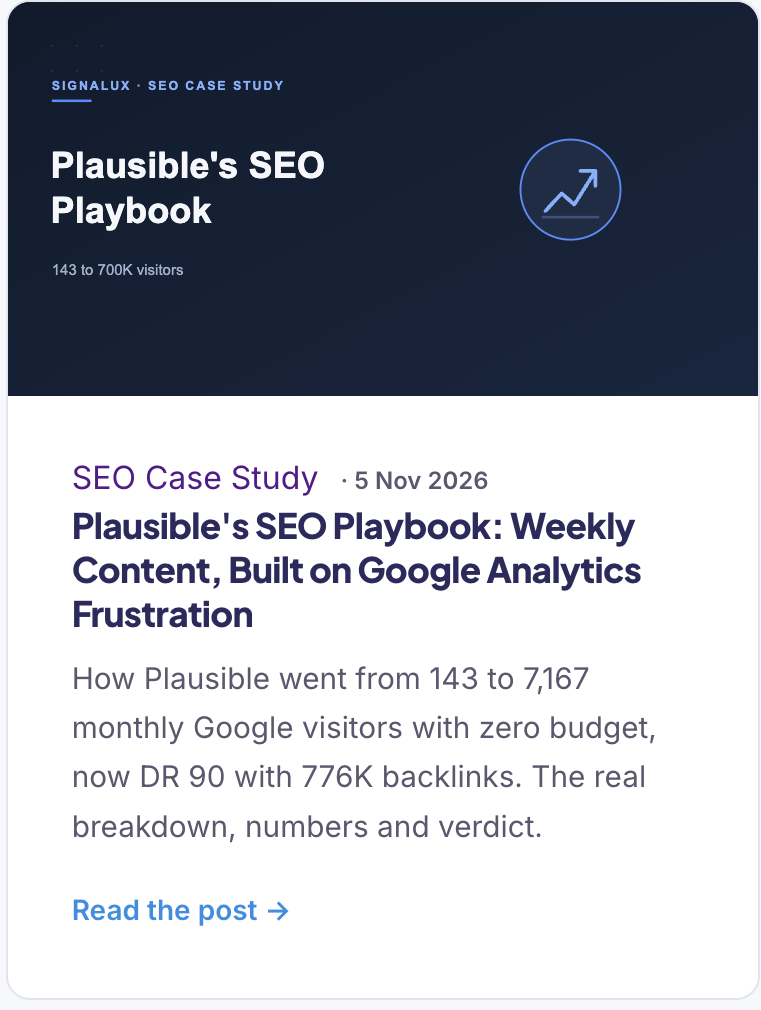 SIGNALUX · SEO CASE STUDY
Plausible's SEO
Playbook
143 to 700K visitors
SEO Case Study · 5 Nov 2026
Plausible's SEO Playbook: Weekly
Content, Built on Google Analytics
Frustration
How Plausible went from 143 to 7,167
monthly Google visitors with zero budget,
now DR 90 with 776K backlinks. The real
breakdown, numbers and verdict.
Read the post →